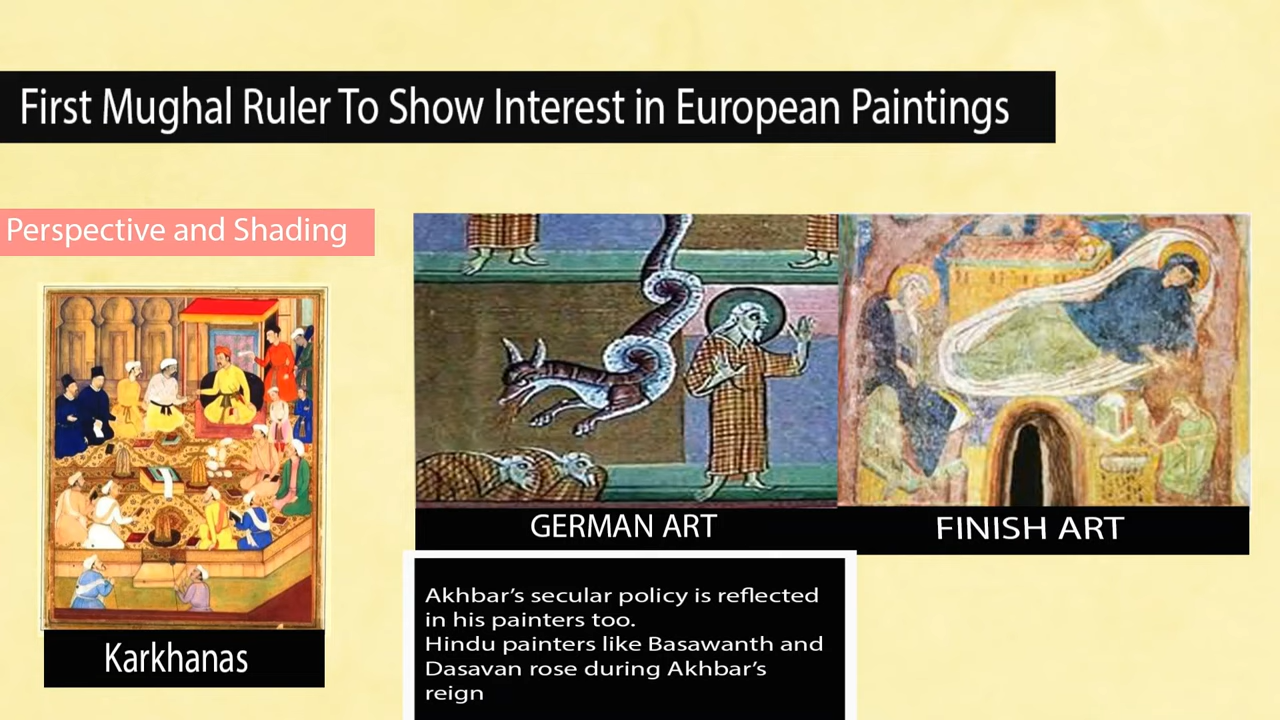 First Mughal Ruler To Show Interest in European Paintings
Perspective and Shading
Karkhanas
GERMAN ART
FINISH ART
Akhbar's secular policy is reflected
in his painters too.
Hindu painters like Basawanth and
Dasavan rose during Akhbar's
reign